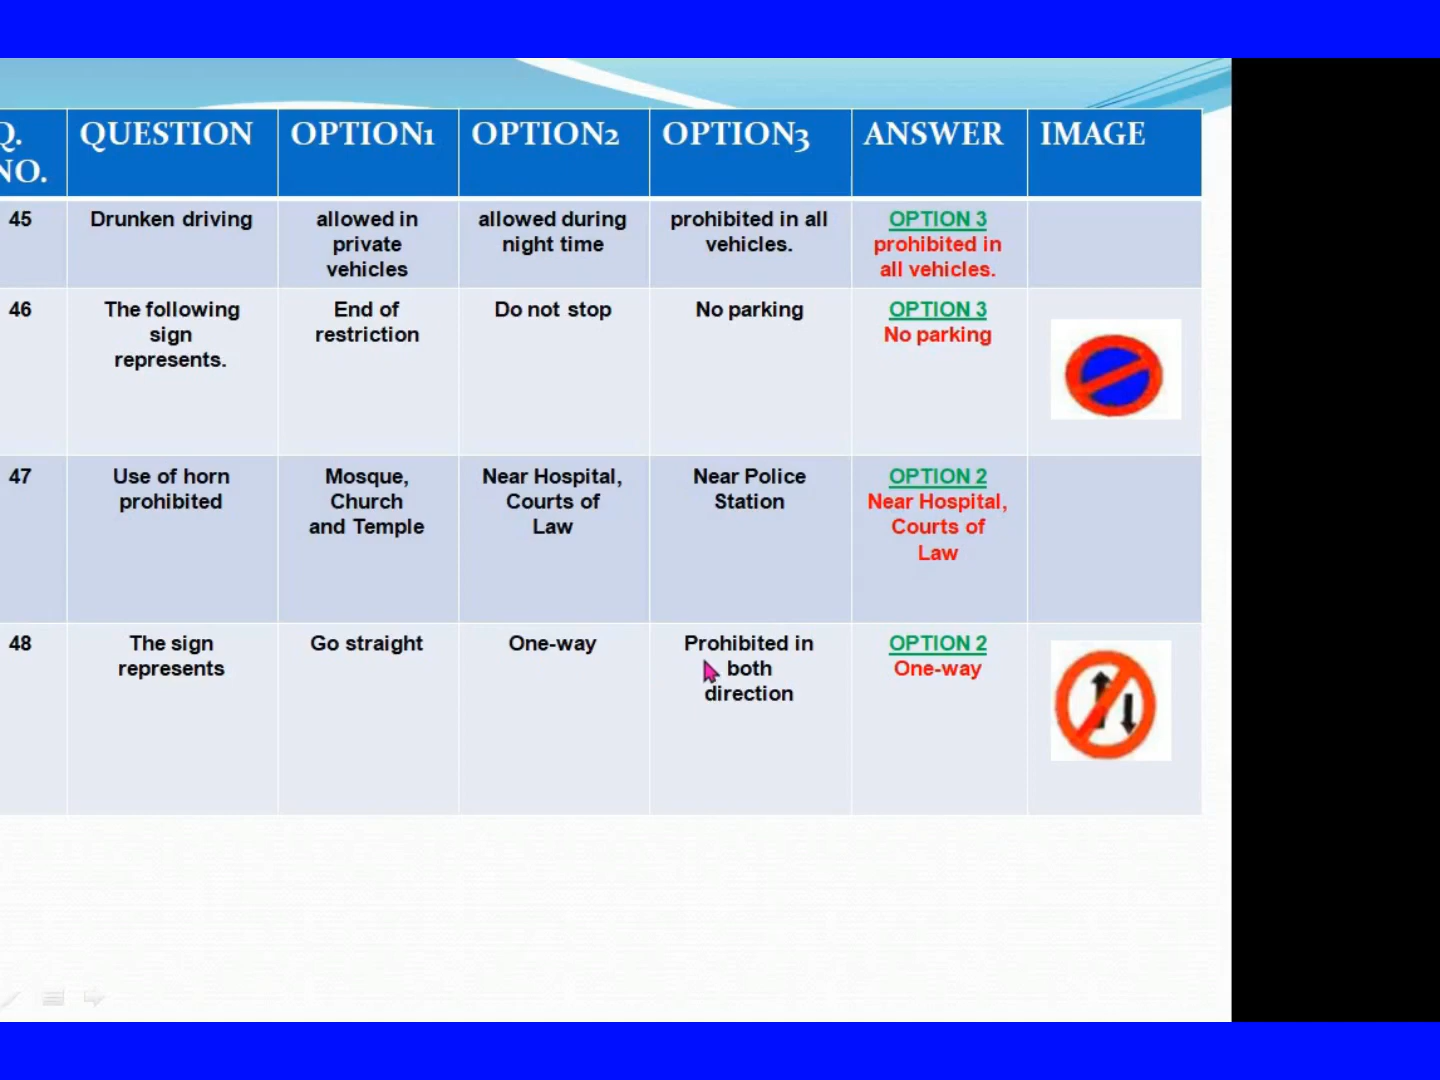 Q. NO. QUESTION OPTION1 OPTION2 OPTION3 ANSWER IMAGE
45 Drunken driving allowed in private vehicles allowed during night time prohibited in all vehicles. OPTION 3 prohibited in all vehicles.
46 The following sign represents. End of restriction Do not stop No parking OPTION 3 No parking
47 Use of horn prohibited Mosque, Church and Temple Near Hospital, Courts of Law Near Police Station OPTION 2 Near Hospital, Courts of Law
48 The sign represents Go straight One-way Prohibited in both direction OPTION 2 One-way